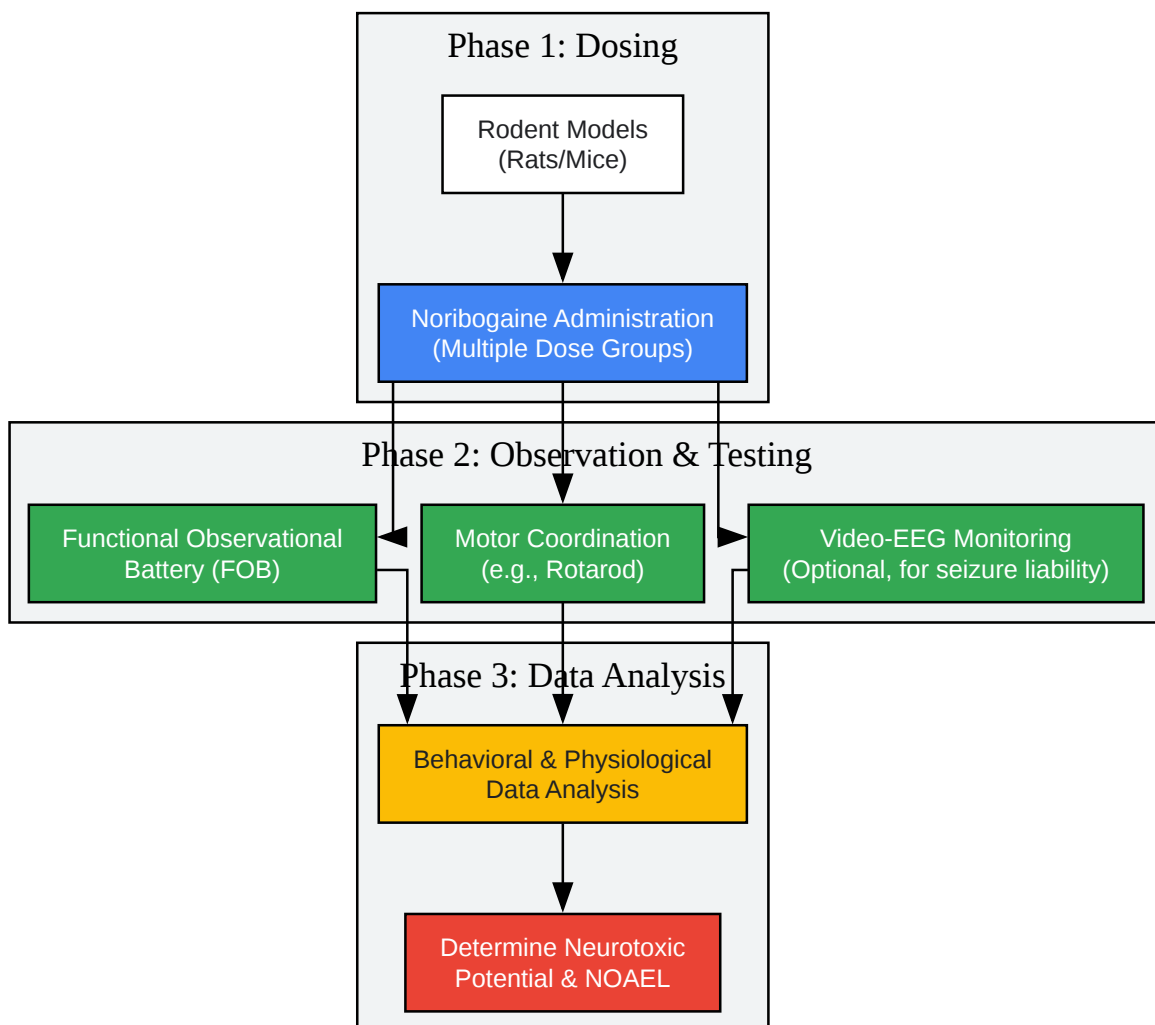 Phase 1: Dosing
Rodent Models
(Rats/Mice)
Noribogaine Administration
(Multiple Dose Groups)
Phase 2: Observation & Testing
Functional Observational
Battery (FOB)
Motor Coordination
(e.g., Rotarod)
Video-EEG Monitoring
(Optional, for seizure liability)
Phase 3: Data Analysis
Behavioral & Physiological
Data Analysis
Determine Neurotoxic
Potential & NOAEL